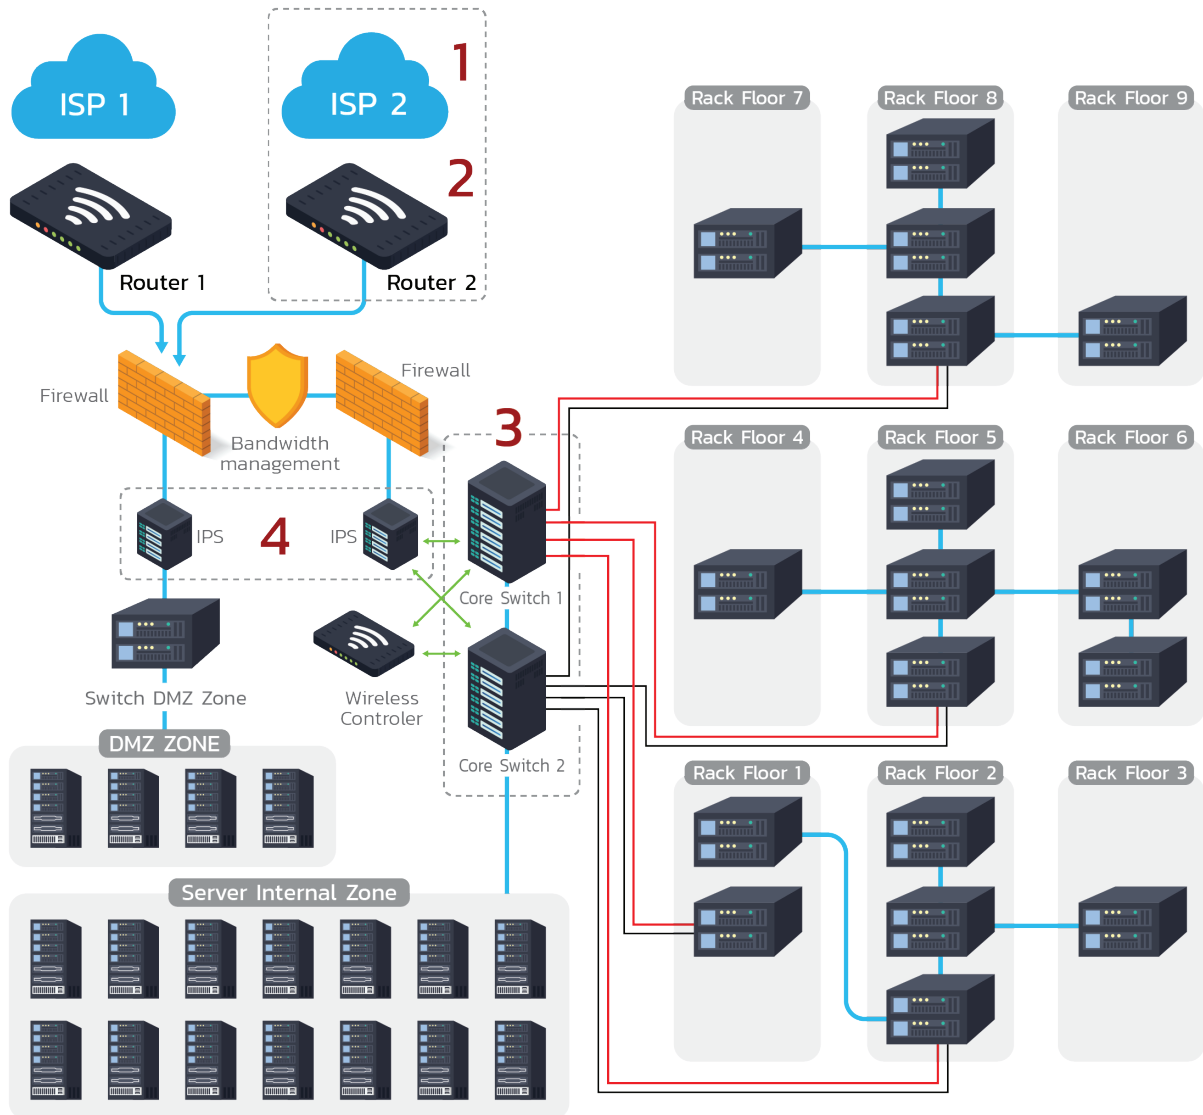 ISP 1
ISP 2
1
2
Router 1
Router 2
Firewall
Firewall
Bandwidth
management
3
IPS
4
IPS
Core Switch 1
Switch DMZ Zone
Wireless
Controler
Core Switch 2
DMZ ZONE
Server Internal Zone
Rack Floor 7
Rack Floor 8
Rack Floor 9
Rack Floor 4
Rack Floor 5
Rack Floor 6
Rack Floor 1
Rack Floor 2
Rack Floor 3